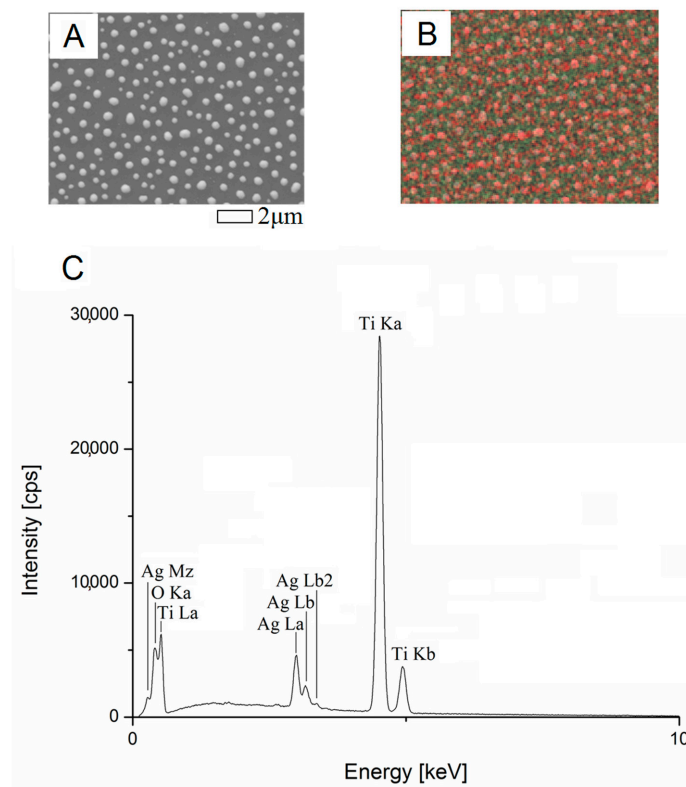 A
B
2μm
C
30,000
20,000
10,000
0
Intensity [cps]
Ti Ka
Ag Mz
O Ka
Ti La
Ag Lb2
Ag Lb
Ag La
Ti Kb
0
10
Energy [keV]